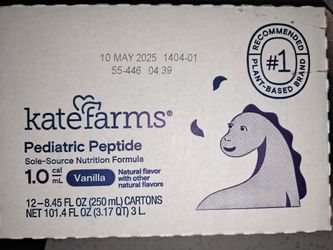 10 MAY 2025 1404-01
55-446 04:39
RECOMMENDED
#1
PLANT-BASED BRAND
katefarms®
Pediatric Peptide
Sole-Source Nutrition Formula
1.0 cal
mL
Vanilla
Natural flavor
with other
natural flavors
12–8.45 FL OZ (250 mL) CARTONS
NET 101.4 FL OZ (3.17 QT) 3 L